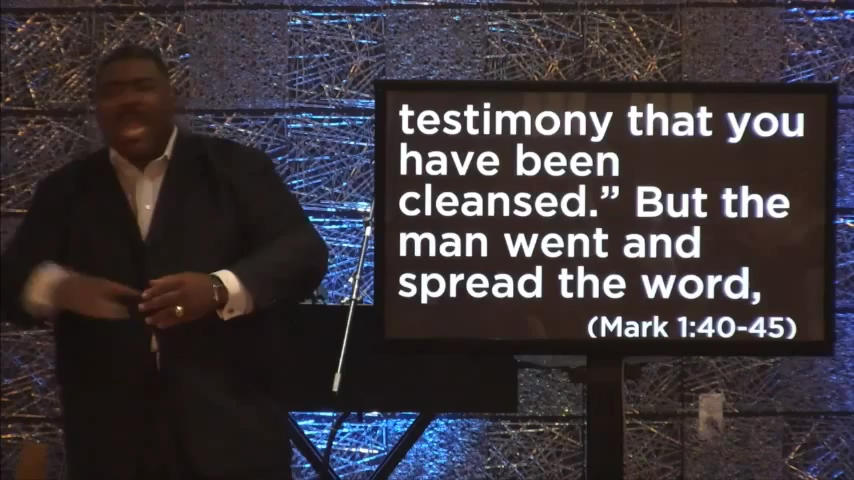 testimony that you
have been
cleansed.” But the
man went and
spread the word,
(Mark 1:40-45)